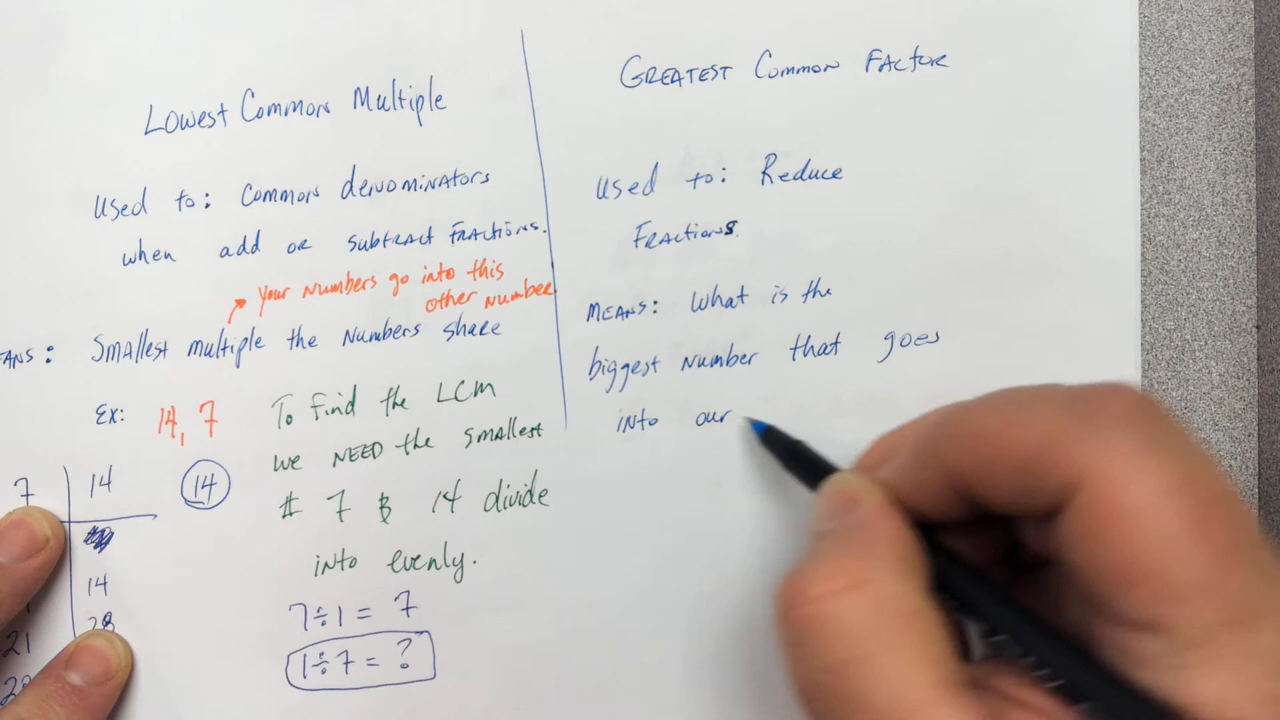 Lowest Common Multiple
Used to: Common denominators
when add or subtract Fractions.
Your Numbers go into this
other Number
: Smallest multiple the Numbers share
Ex: 14, 7
To Find the LCM
we NEED the smallest
# 7 & 14 divide
into evenly.
7÷1 = 7
1÷7 = ?
7 14
14
14
28
21
GREATEST Common FACtor
Used to: Reduce
Fractions.
MEANS: What is the
biggest Number that goes
into our